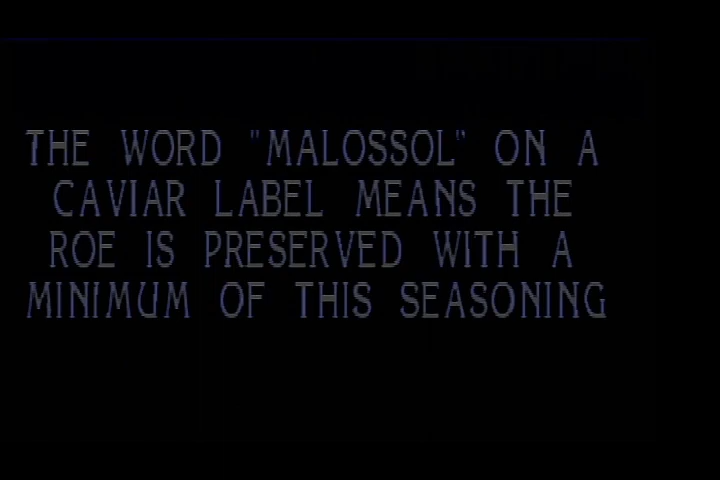 THE WORD "MALOSSOL" ON A
CAVIAR LABEL MEANS THE
ROE IS PRESERVED WITH A
MINIMUM OF THIS SEASONING